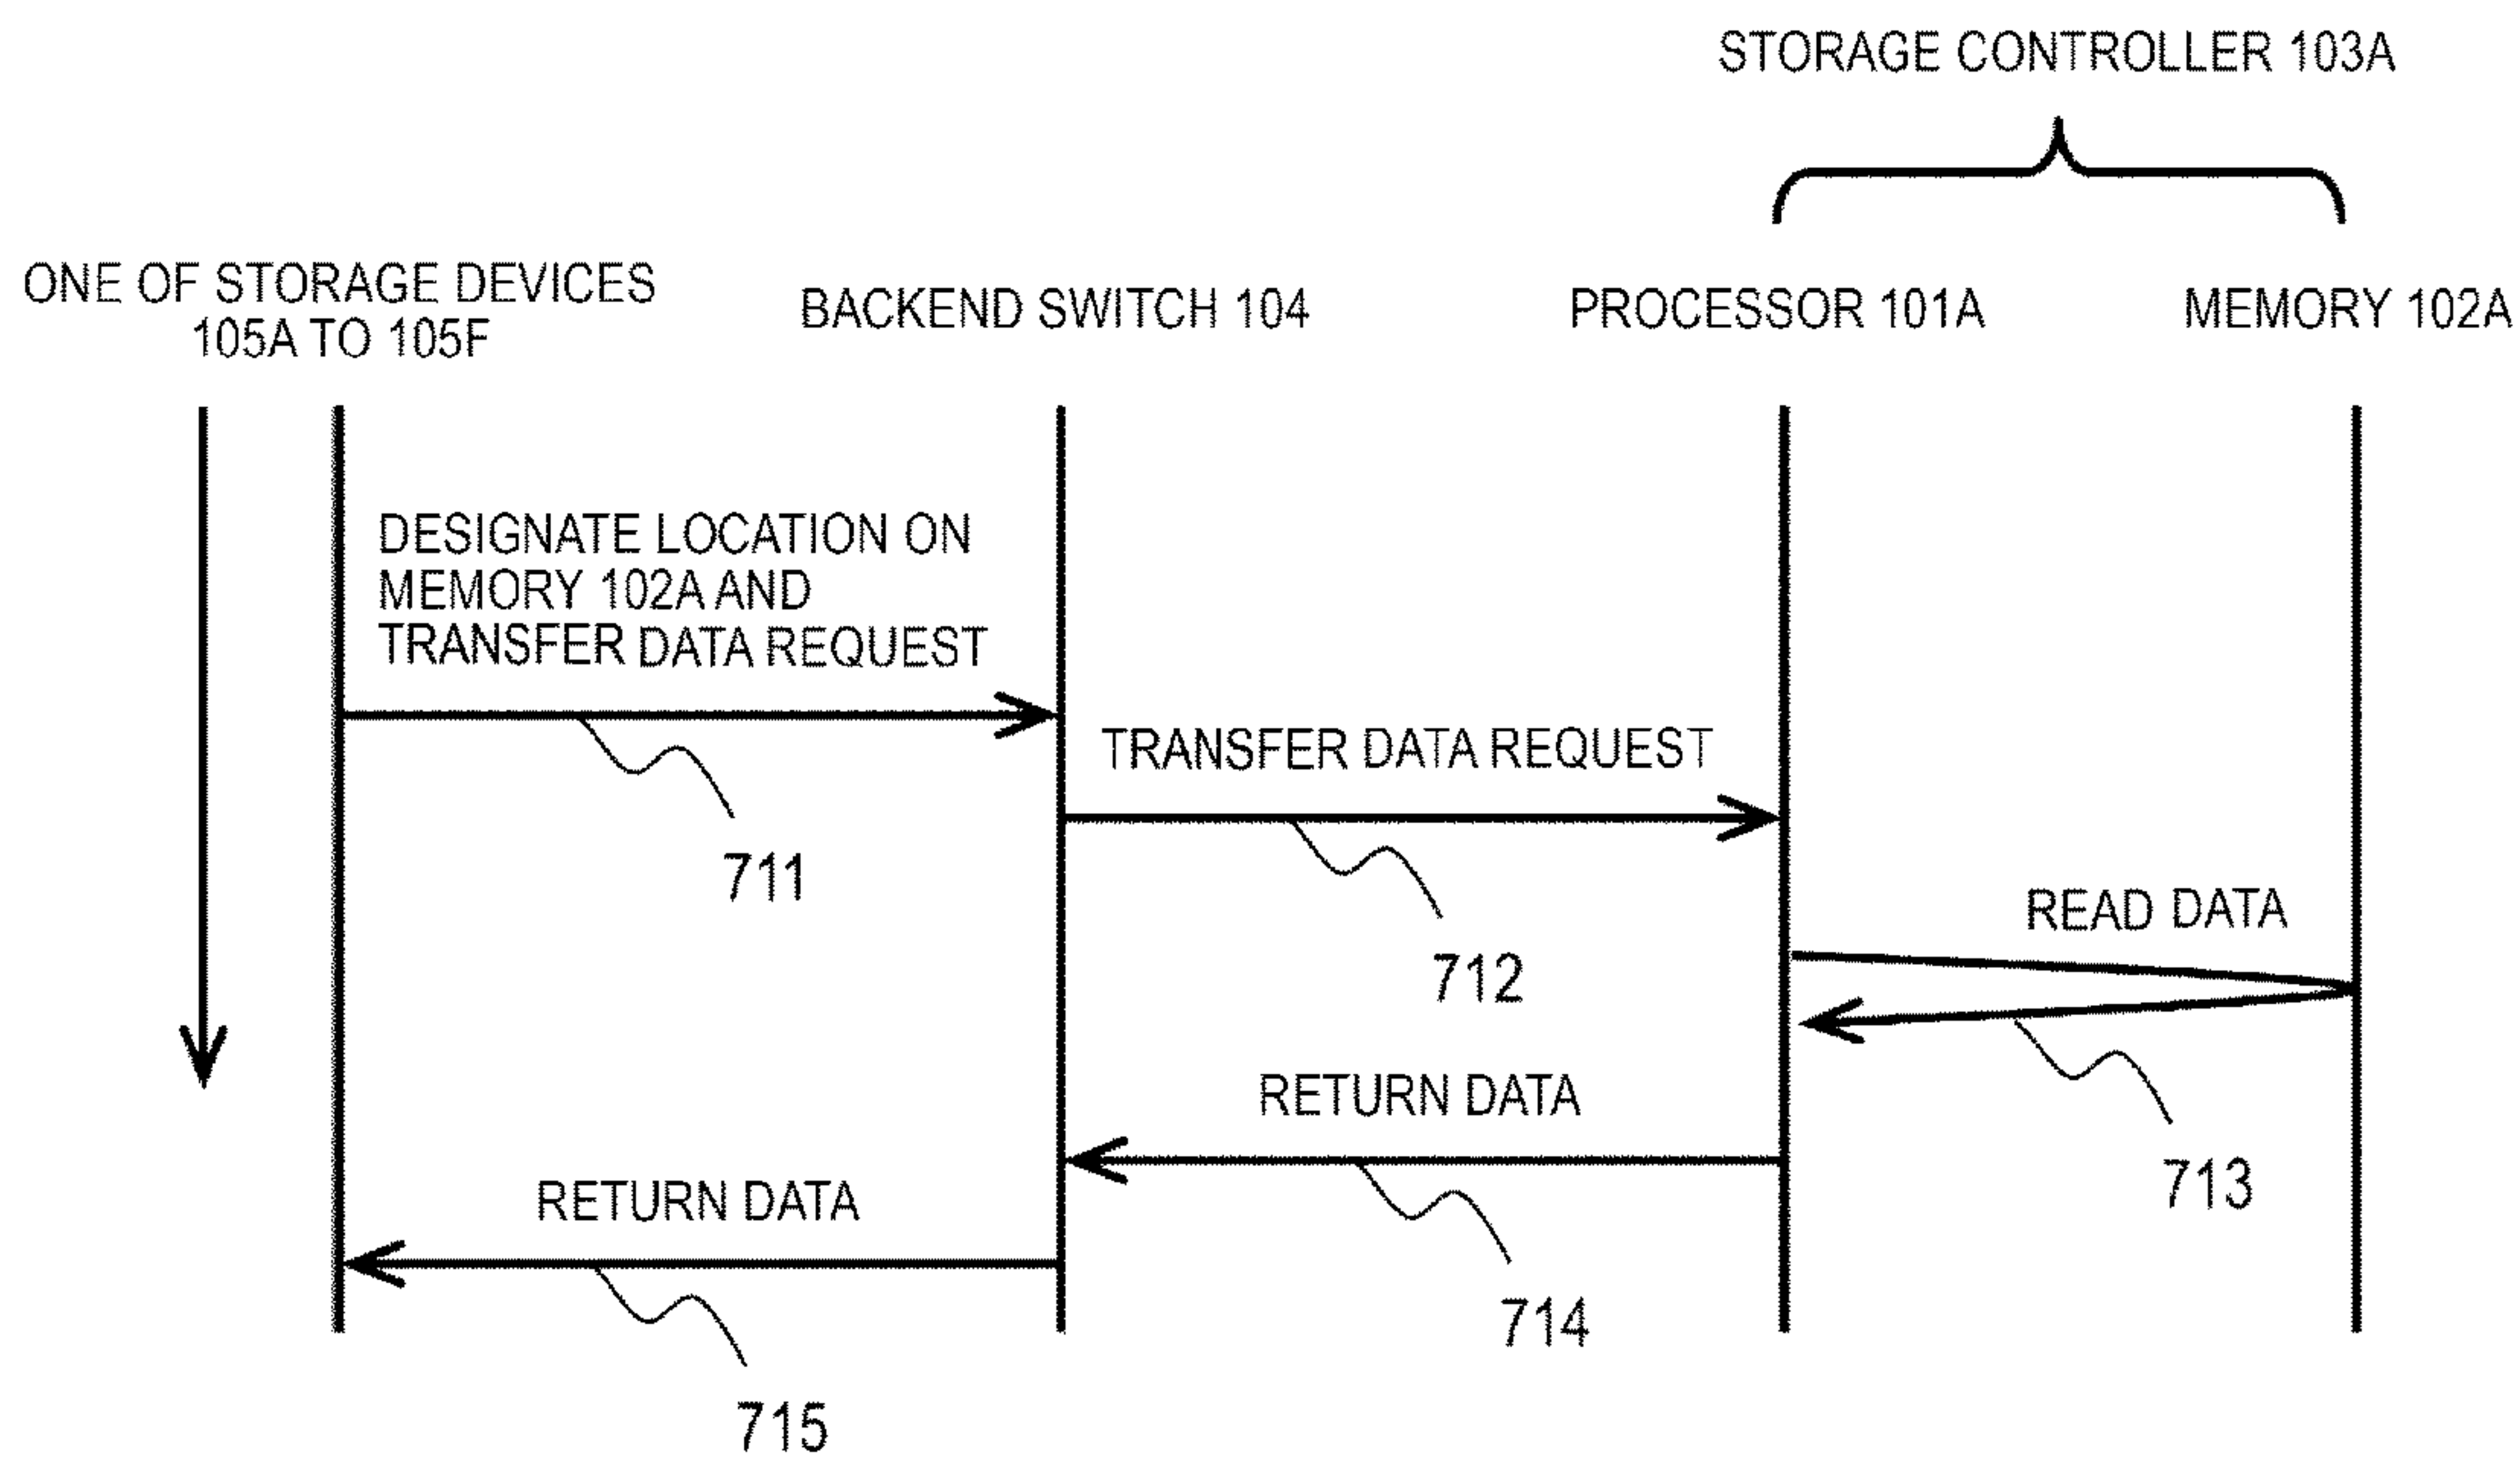 STORAGE CONTROLLER 103A
ONE OF STORAGE DEVICES
105A TO 105F
BACKEND SWITCH 104
PROCESSOR 101A
MEMORY 102A
DESIGNATE LOCATION ON
MEMORY 102A AND
TRANSFER DATA REQUEST
711
TRANSFER DATA REQUEST
712
READ DATA
713
RETURN DATA
714
RETURN DATA
715